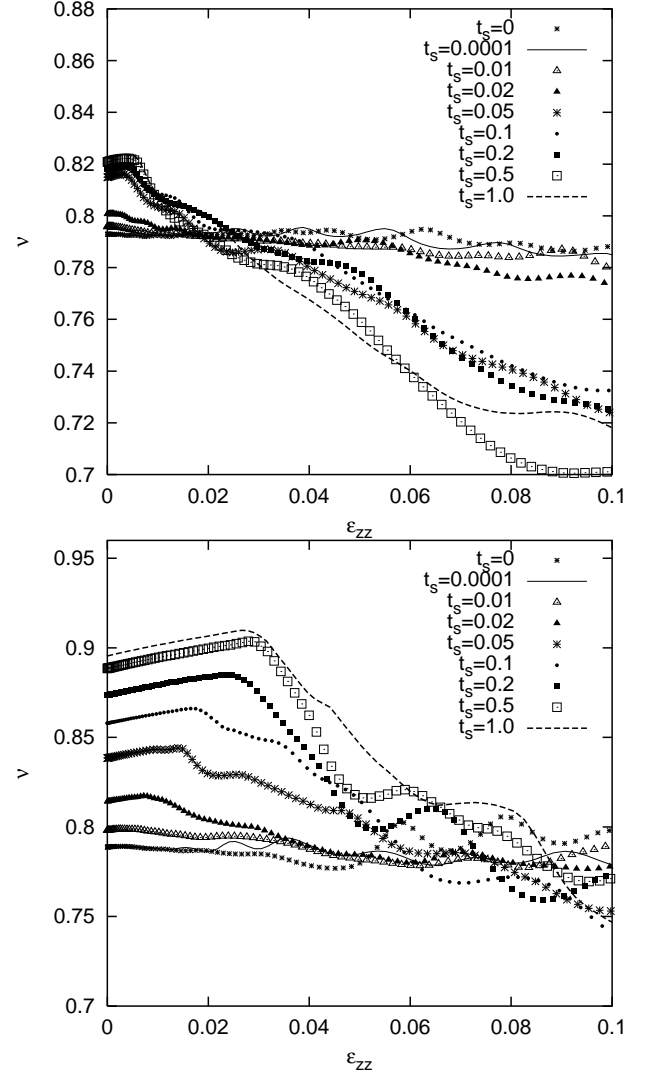 0.88
0.86
0.84
0.82
0.8
0.78
0.76
0.74
0.72
0.7
ν
0 0.02 0.04 0.06 0.08 0.1
ε_zz
t_s=0
t_s=0.0001
t_s=0.01
t_s=0.02
t_s=0.05
t_s=0.1
t_s=0.2
t_s=0.5
t_s=1.0
0.95
0.9
0.85
0.8
0.75
0.7
ν
0 0.02 0.04 0.06 0.08 0.1
ε_zz
t_s=0
t_s=0.0001
t_s=0.01
t_s=0.02
t_s=0.05
t_s=0.1
t_s=0.2
t_s=0.5
t_s=1.0